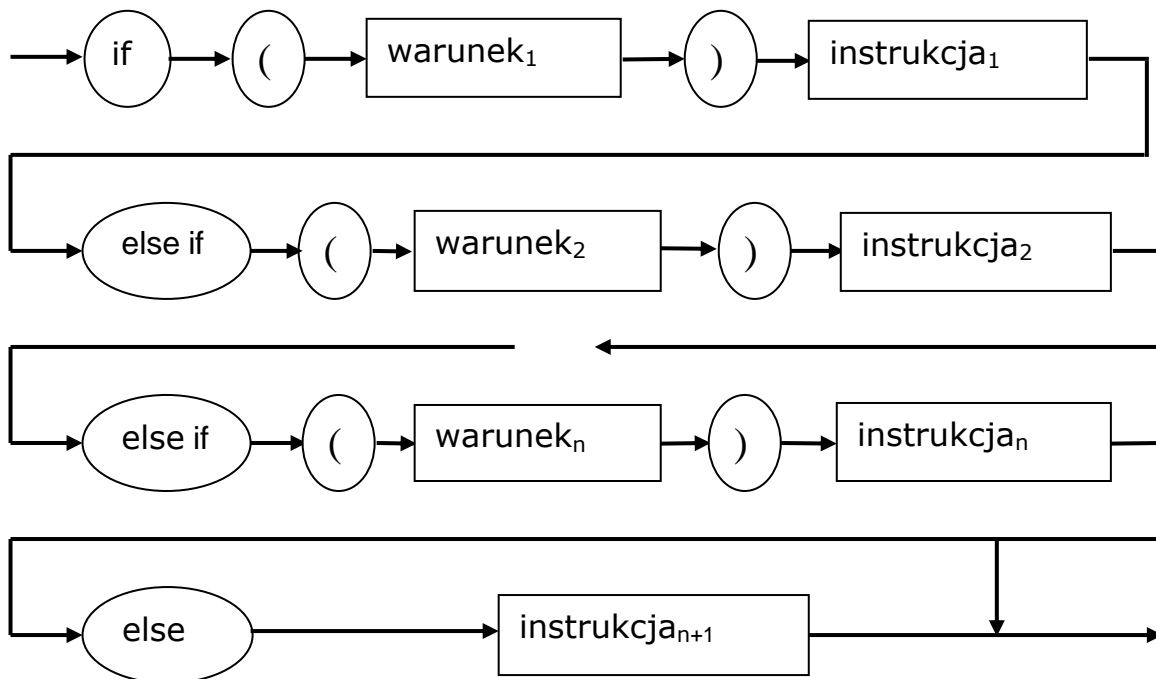 if ( warunek₁ ) instrukcja₁
else if ( warunek₂ ) instrukcja₂
else if ( warunekₙ ) instrukcjaₙ
else instrukcjaₙ₊₁